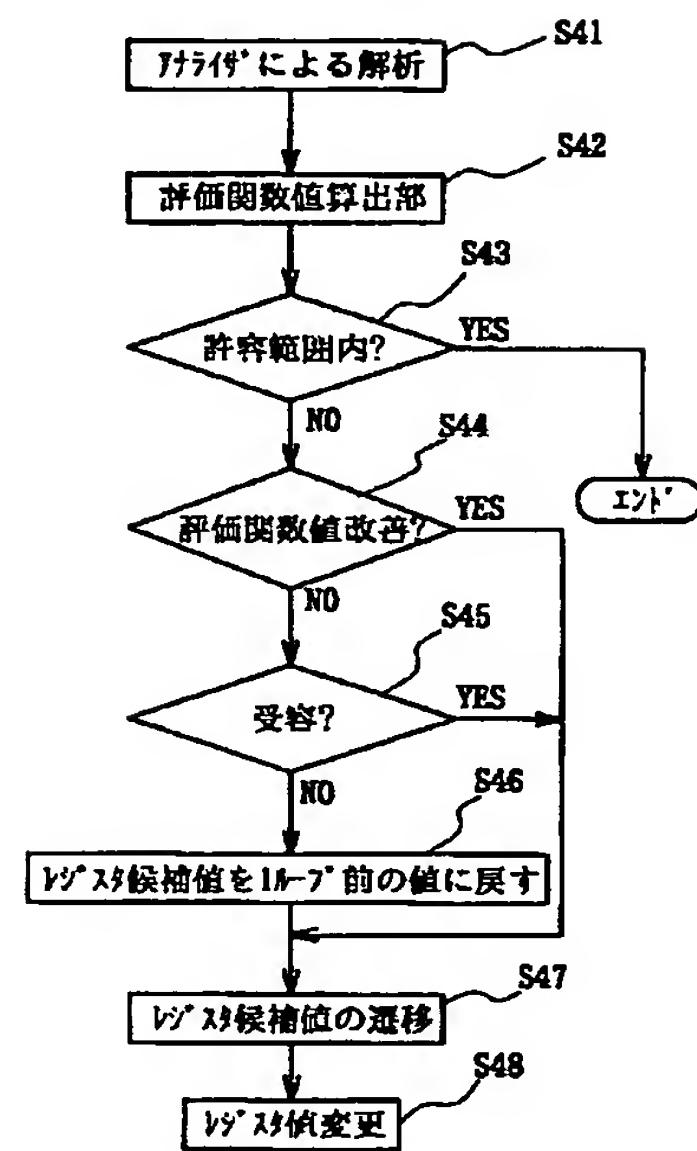 S41
ｱﾅﾗｲｻﾞによる解析
S42
評価関数値算出部
S43
許容範囲内?
YES
NO
S44
ｴﾝﾄﾞ
評価関数値改善?
YES
NO
S45
受容?
YES
NO
S46
ﾚｼﾞｽﾀ候補値を1ﾙｰﾌﾟ前の値に戻す
S47
ﾚｼﾞｽﾀ候補値の遷移
S48
ﾚｼﾞｽﾀ値変更